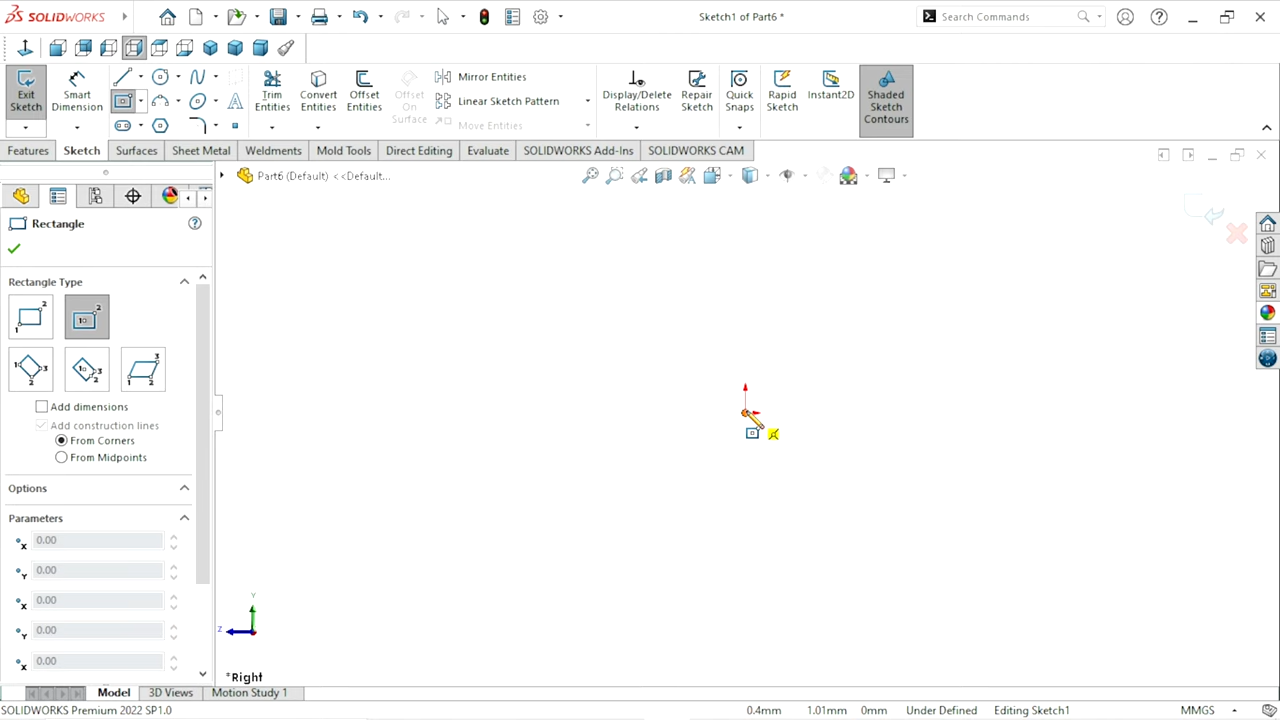 SOLIDWORKS
Sketch1 of Part6 *
Search Commands
Exit Sketch
Smart Dimension
Trim Entities
Convert Entities
Offset Entities
Offset On Surface
Mirror Entities
Linear Sketch Pattern
Move Entities
Display/Delete Relations
Repair Sketch
Quick Snaps
Rapid Sketch
Instant2D
Shaded Sketch Contours
Features
Sketch
Surfaces
Sheet Metal
Weldments
Mold Tools
Direct Editing
Evaluate
SOLIDWORKS Add-Ins
SOLIDWORKS CAM
Part6 (Default) <<Default...
Rectangle
Rectangle Type
Add dimensions
Add construction lines
From Corners
From Midpoints
Options
Parameters
X 0.00
Y 0.00
X 0.00
Y 0.00
X 0.00
Y
Z
*Right
Model
3D Views
Motion Study 1
SOLIDWORKS Premium 2022 SP1.0
0.4mm
1.01mm
0mm
Under Defined
Editing Sketch1
MMGS